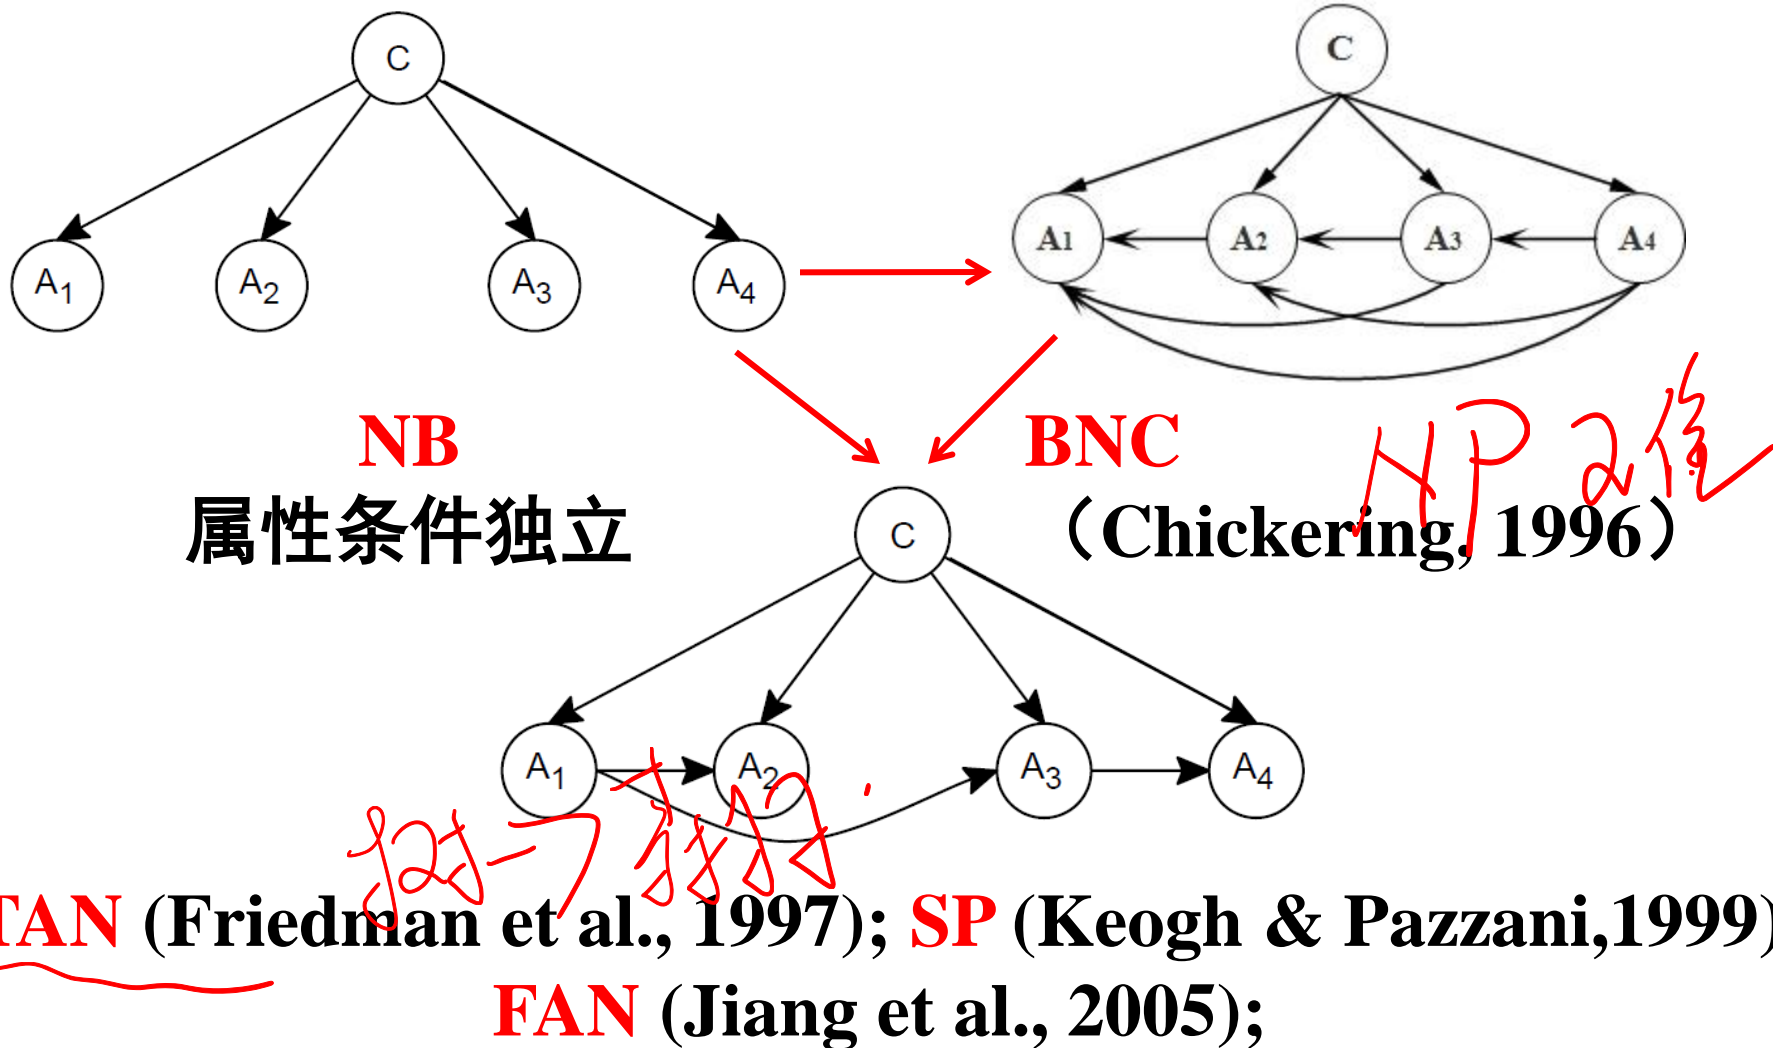 C
C
A1 A2 A3 A4
A1 A2 A3 A4
NB
BNC
NP
属性条件独立
（Chickering, 1996）
C
A1 A2 A3 A4
TAN (Friedman et al., 1997); SP (Keogh & Pazzani,1999)
FAN (Jiang et al., 2005);